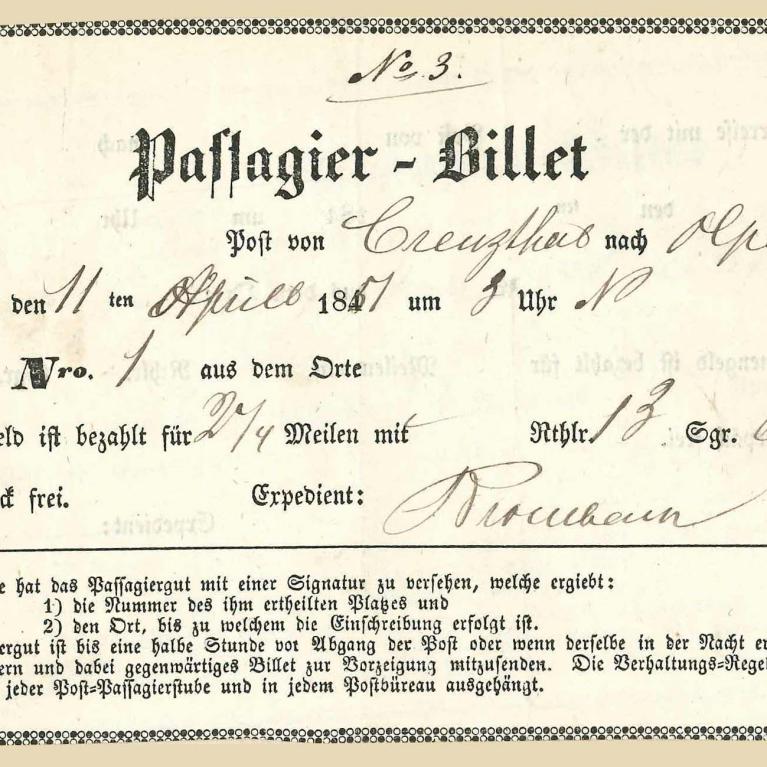 No. 3.
Passagier - Billet
Post von Creuzthal nach Olpe
den 11 ten Aprill 1851 um 3 Uhr N
Nro. 1 aus dem Orte
eld ist bezahlt für 2 1/4 Meilen mit Rthlr. 13 Sgr.
ck frei. Expedient:
e hat das Passagiergut mit einer Signatur zu versehen, welche ergiebt:
1) die Nummer des ihm ertheilten Platzes und
2) den Ort, bis zu welchem die Einschreibung erfolgt ist.
ergut ist bis eine halbe Stunde vor Abgang der Post oder wenn derselbe in der Nacht er
ern und dabei gegenwärtiges Billet zur Vorzeigung mitzusenden. Die Verhaltungs-Rege
jeder Post-Passagierstube und in jedem Postbüreau ausgehängt.